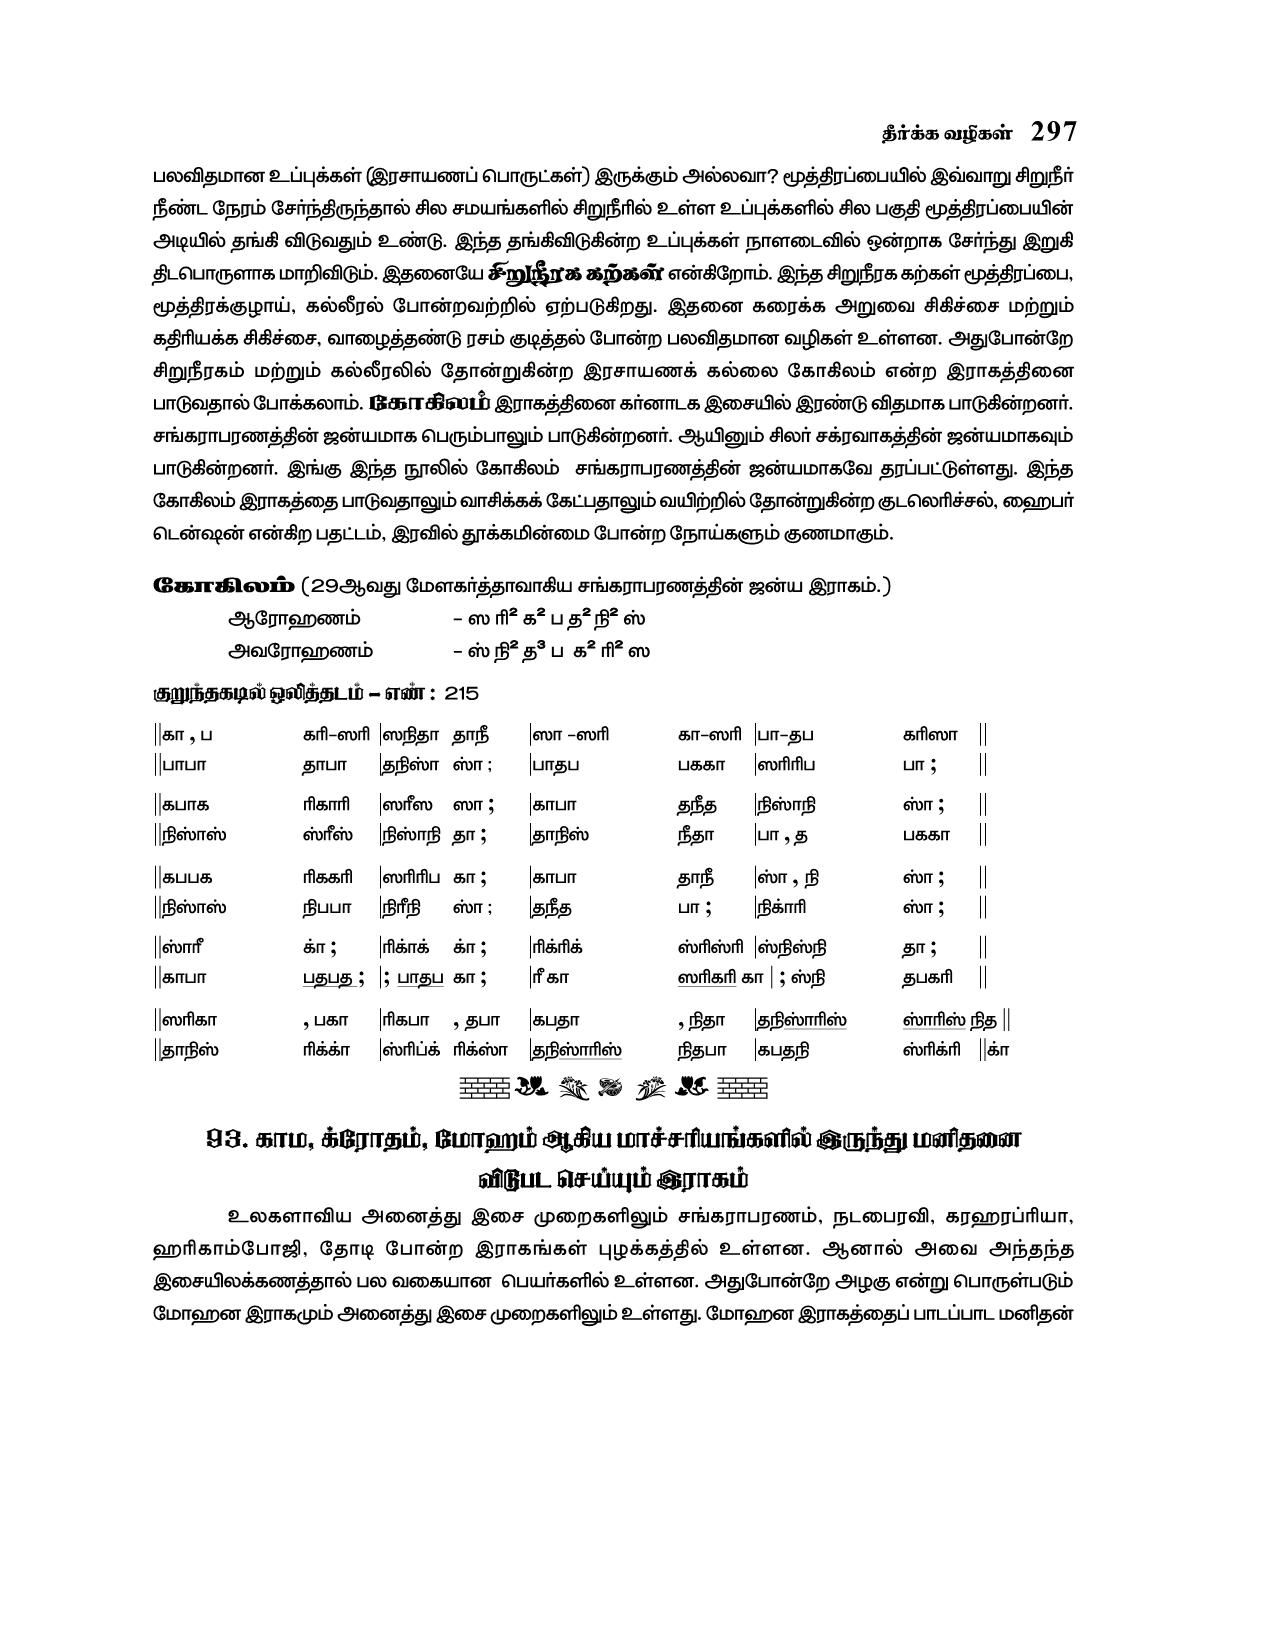 தீர்க்க வழிகள் 297
பலவிதமான உப்புக்கள் (இரசாயணப் பொருட்கள்) இருக்கும் அல்லவா? மூத்திரப்பையில் இவ்வாறு சிறுநீர்
நீண்ட நேரம் சேர்ந்திருந்தால் சில சமயங்களில் சிறுநீரில் உள்ள உப்புக்களில் சில பகுதி மூத்திரப்பையின்
அடியில் தங்கி விடுவதும் உண்டு. இந்த தங்கிவிடுகின்ற உப்புக்கள் நாளடைவில் ஒன்றாக சேர்ந்து இறுகி
திடபொருளாக மாறிவிடும். இதனையே சிறுநீரக கற்கள் என்கிறோம். இந்த சிறுநீரக கற்கள் மூத்திரப்பை,
மூத்திரக்குழாய், கல்லீரல் போன்றவற்றில் ஏற்படுகிறது. இதனை கரைக்க அறுவை சிகிச்சை மற்றும்
கதிரியக்க சிகிச்சை, வாழைத்தண்டு ரசம் குடித்தல் போன்ற பலவிதமான வழிகள் உள்ளன. அதுபோன்றே
சிறுநீரகம் மற்றும் கல்லீரலில் தோன்றுகின்ற இரசாயணக் கல்லை கோகிலம் என்ற இராகத்தினை
பாடுவதால் போக்கலாம். கோகிலம் இராகத்தினை கர்னாடக இசையில் இரண்டு விதமாக பாடுகின்றனர்.
சங்கராபரணத்தின் ஜன்யமாக பெரும்பாலும் பாடுகின்றனர். ஆயினும் சிலர் சக்ரவாகத்தின் ஜன்யமாகவும்
பாடுகின்றனர். இங்கு இந்த நூலில் கோகிலம் சங்கராபரணத்தின் ஜன்யமாகவே தரப்பட்டுள்ளது. இந்த
கோகிலம் இராகத்தை பாடுவதாலும் வாசிக்கக் கேட்பதாலும் வயிற்றில் தோன்றுகின்ற குடலெரிச்சல், ஹைபர்
டென்ஷன் என்கிற பதட்டம், இரவில் தூக்கமின்மை போன்ற நோய்களும் குணமாகும்.
கோகிலம் (29ஆவது மேளகர்த்தாவாகிய சங்கராபரணத்தின் ஜன்ய இராகம்.)
ஆரோஹணம் – ஸ ரி² க² ப த² நி² ஸ்
அவரோஹணம் – ஸ் நி² த³ ப க² ரி² ஸ
குறுந்தகடில் ஒலித்தடம் – எண் : 215
||கா , ப கரி–ஸரி |ஸநிதா தாநீ |ஸா –ஸரி கா–ஸரி |பா–தப கரிஸா ||
||பாபா தாபா |தநிஸ்ா ஸ்ா ; |பாதப பககா |ஸரிரிப பா ; ||
||கபாக ரிகாரி |ஸரீஸ ஸா ; |காபா தநீத |நிஸ்ாநி ஸ்ா ; ||
||நிஸ்ாஸ் ஸ்ரீஸ் |நிஸ்ாநி தா ; |தாநிஸ் நீதா |பா , த பககா ||
||கபபக ரிககரி |ஸரிரிப கா ; |காபா தாநீ |ஸ்ா , நி ஸ்ா ; ||
||நிஸ்ாஸ் நிபபா |நிரீநி ஸ்ா ; |தநீத பா ; |நிக்ாரி ஸ்ா ; ||
||ஸ்ாரீ க்ா ; |ரிக்ாக் க்ா ; |ரிக்ரிக் ஸ்ரிஸ்ரி |ஸ்நிஸ்நி தா ; ||
||காபா பதபத ; |; பாதப கா ; |ரீ கா ஸரிகரி கா | ; ஸ்நி தபகரி ||
||ஸரிகா , பகா |ரிகபா , தபா |கபதா , நிதா |தநிஸ்ாரிஸ் ஸ்ாரிஸ் நித ||
||தாநிஸ் ரிக்க்ா |ஸ்ரிப்க் ரிக்ஸ்ா |தநிஸ்ாரிஸ் நிதபா |கபதநி ஸ்ரிக்ரி ||க்ா
93. காம, க்ரோதம், மோஹம் ஆகிய மாச்சரியங்களில் இருந்து மனிதனை
விடுபட செய்யும் இராகம்
உலகளாவிய அனைத்து இசை முறைகளிலும் சங்கராபரணம், நடபைரவி, கரஹரப்ரியா,
ஹரிகாம்போஜி, தோடி போன்ற இராகங்கள் புழக்கத்தில் உள்ளன. ஆனால் அவை அந்தந்த
இசையிலக்கணத்தால் பல வகையான பெயர்களில் உள்ளன. அதுபோன்றே அழகு என்று பொருள்படும்
மோஹன இராகமும் அனைத்து இசை முறைகளிலும் உள்ளது. மோஹன இராகத்தைப் பாடப்பாட மனிதன்